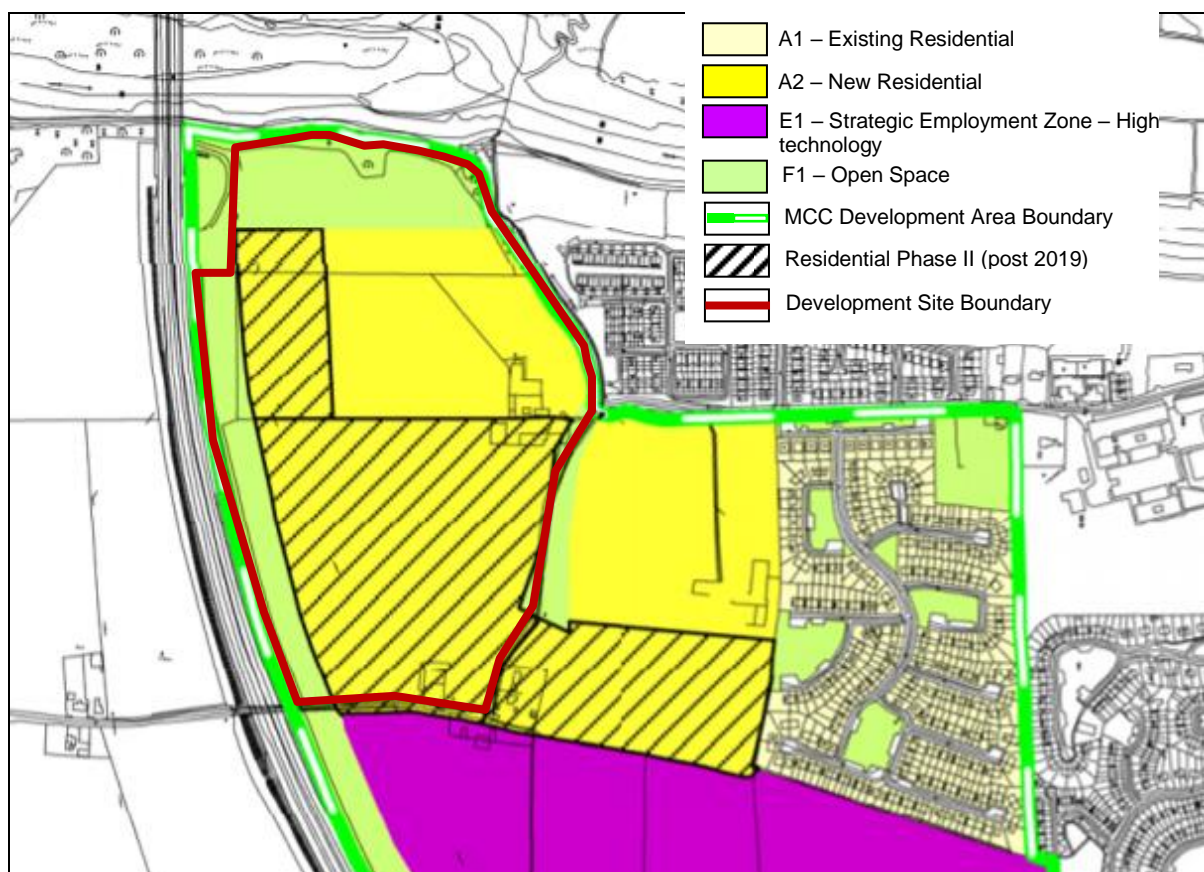 A1 – Existing Residential
A2 – New Residential
E1 – Strategic Employment Zone – High
technology
F1 – Open Space
MCC Development Area Boundary
Residential Phase II (post 2019)
Development Site Boundary